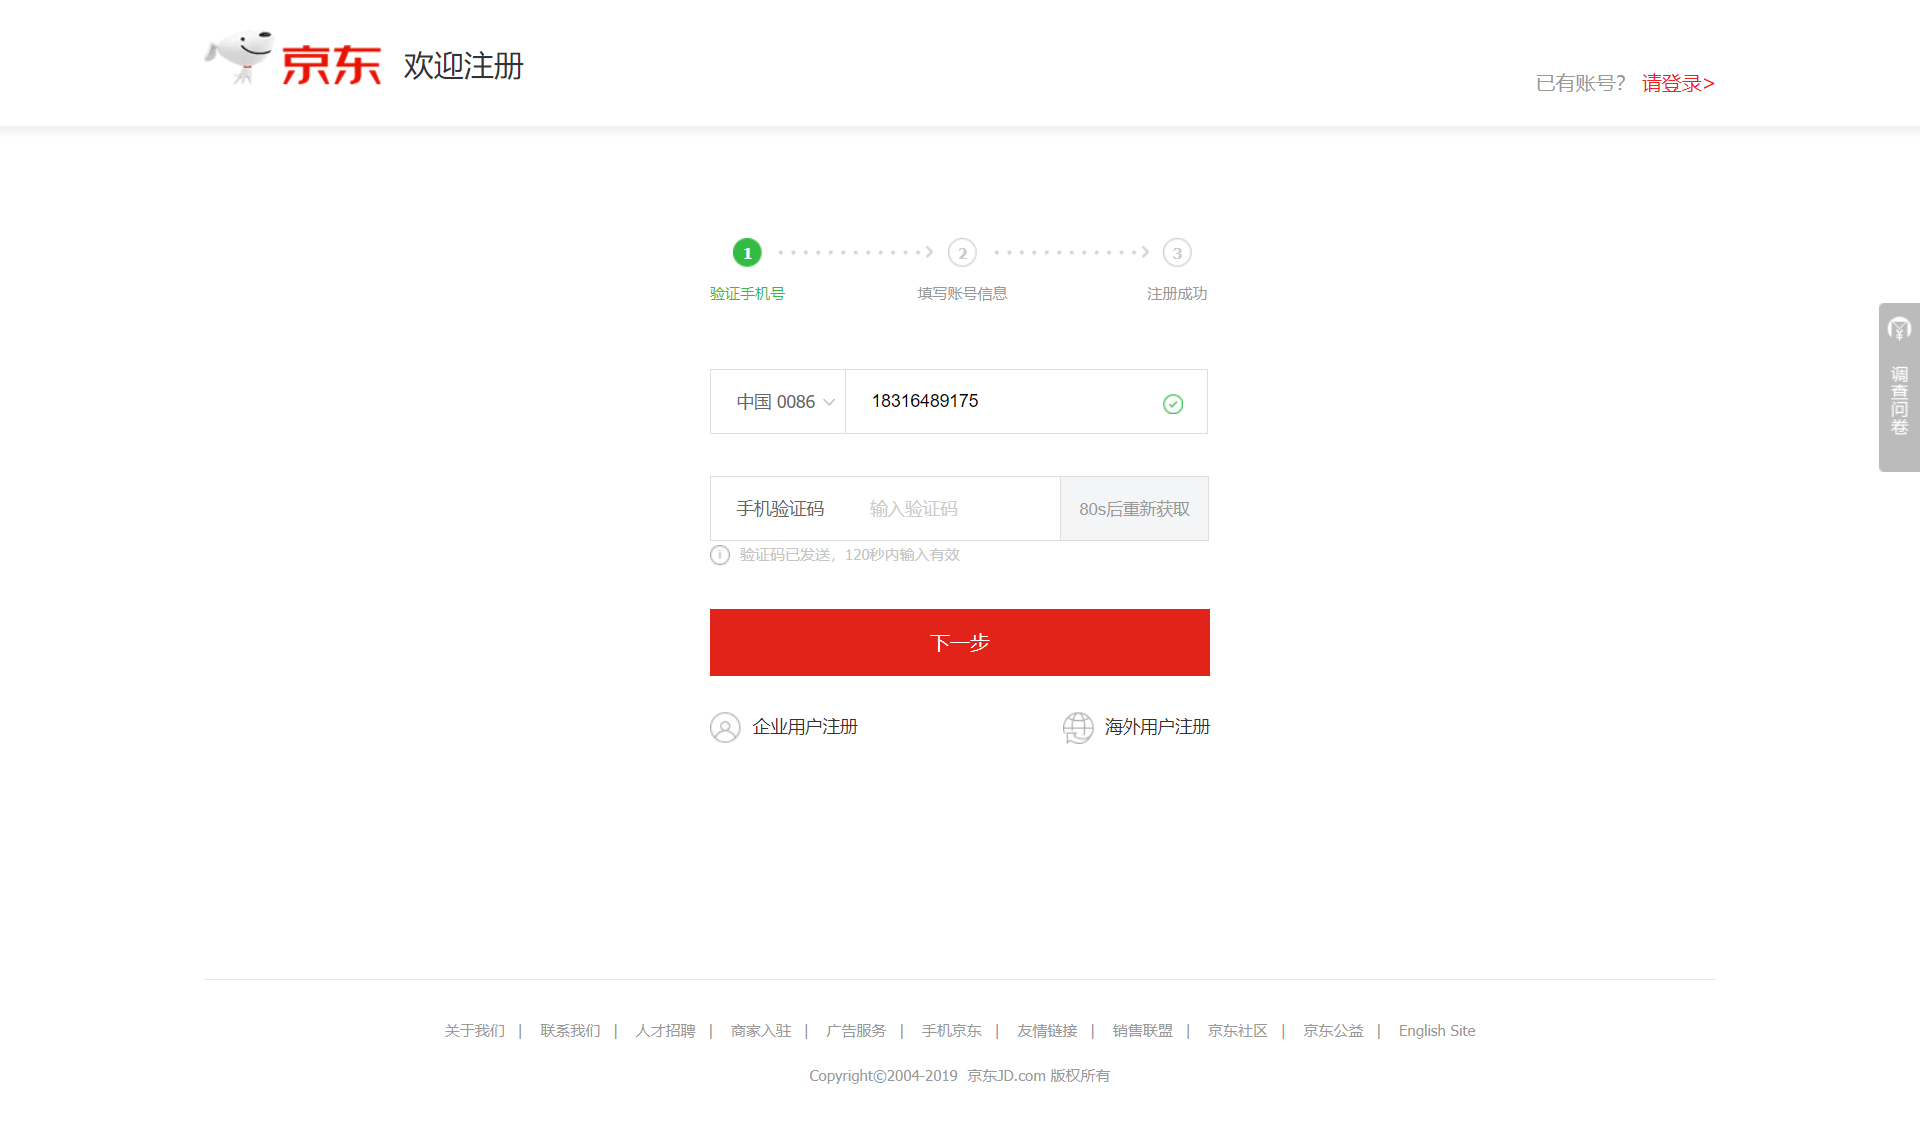 京东 欢迎注册
已有账号? 请登录>
1 2 3
验证手机号 填写账号信息 注册成功
中国 0086 18316489175
手机验证码 输入验证码 80s后重新获取
验证码已发送，120秒内输入有效
下一步
企业用户注册 海外用户注册
调查问卷
关于我们 | 联系我们 | 人才招聘 | 商家入驻 | 广告服务 | 手机京东 | 友情链接 | 销售联盟 | 京东社区 | 京东公益 | English Site
Copyright©2004-2019 京东JD.com 版权所有